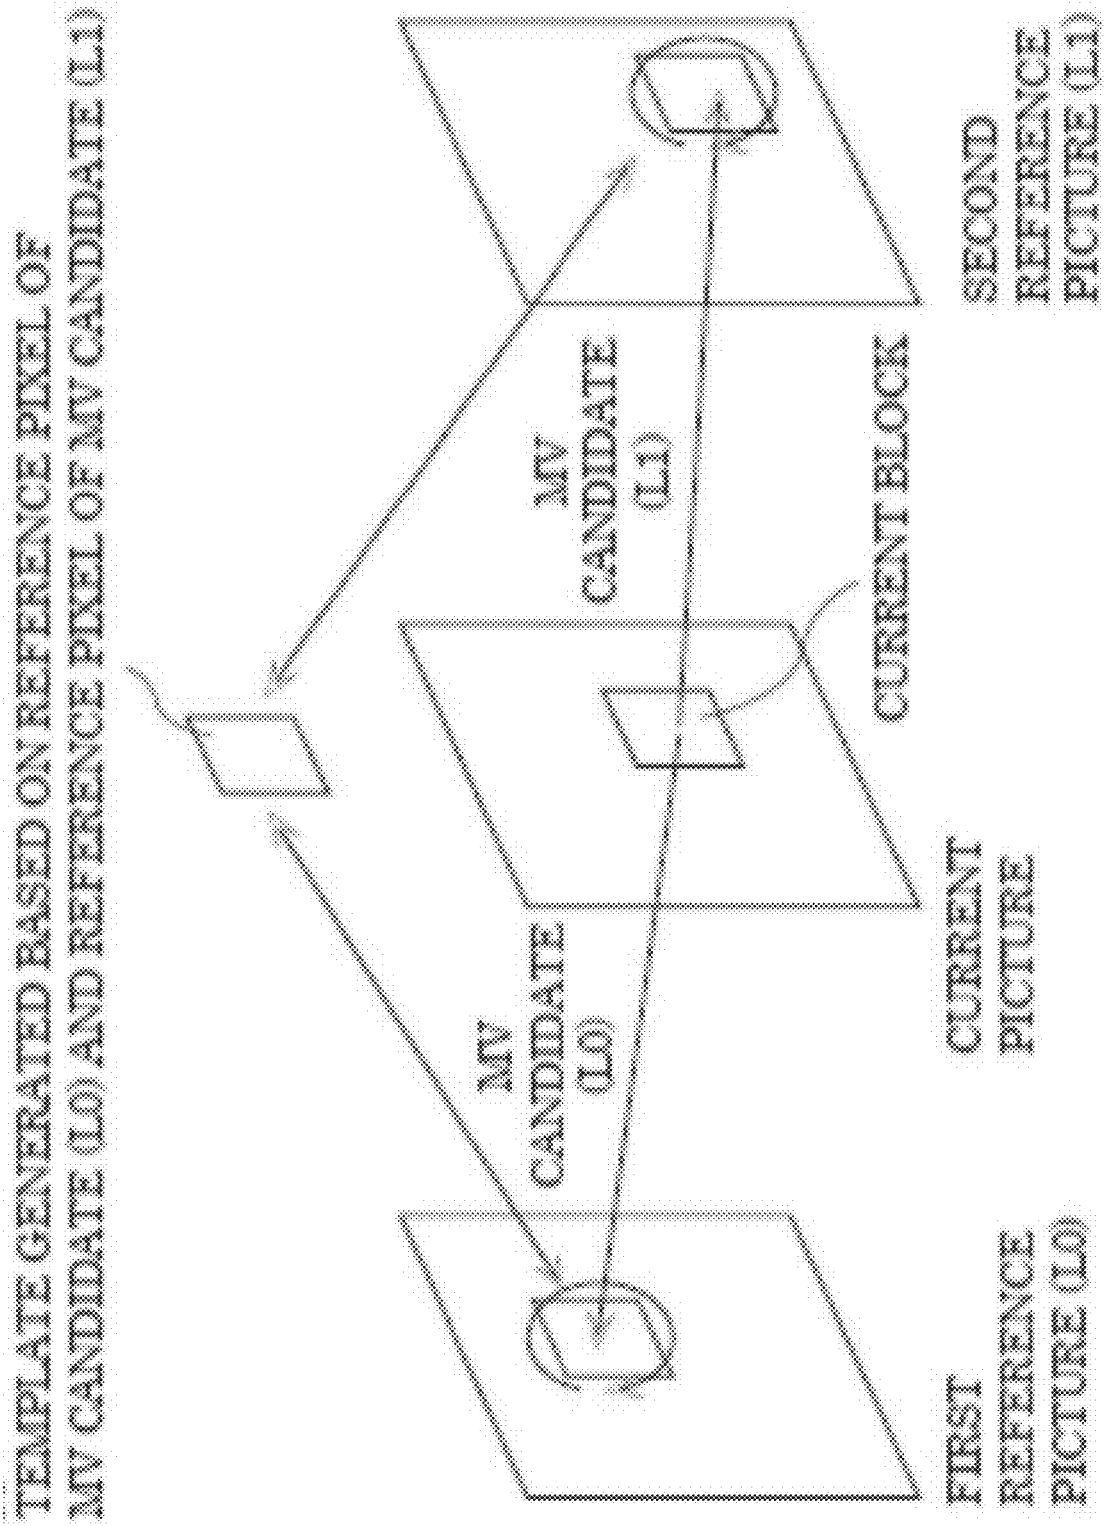 TEMPLATE GENERATED BASED ON REFERENCE PIXEL OF
MV CANDIDATE (L0) AND REFERENCE PIXEL OF MV CANDIDATE (L1)
MV
CANDIDATE
(L0)
MV
CANDIDATE
(L1)
CURRENT BLOCK
FIRST
REFERENCE
PICTURE (L0)
CURRENT
PICTURE
SECOND
REFERENCE
PICTURE (L1)